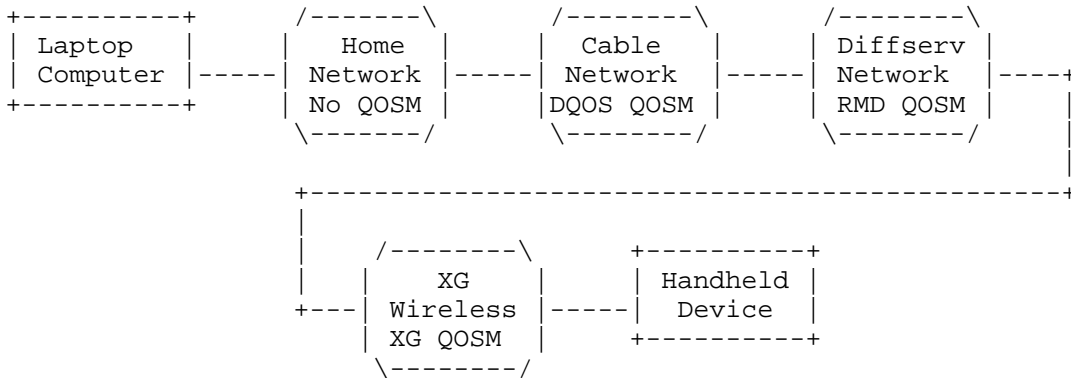 Laptop Home Cable Diffserv
Computer Network Network Network
No QOSM DQOS QOSM RMD QOSM
XG Handheld
Wireless Device
XG QOSM